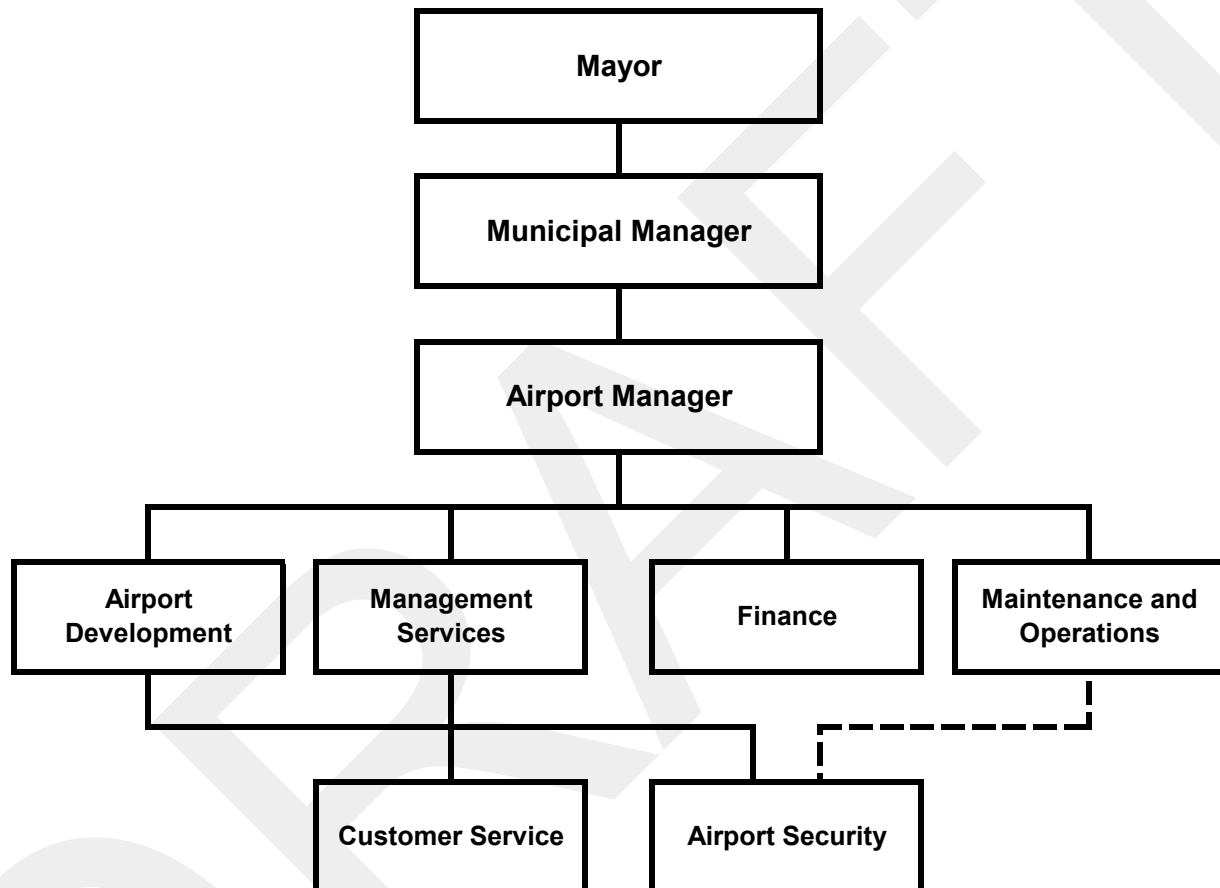 Mayor
Municipal Manager
Airport Manager
Airport
Development
Management
Services
Finance
Maintenance and
Operations
Customer Service
Airport Security
DRAFT